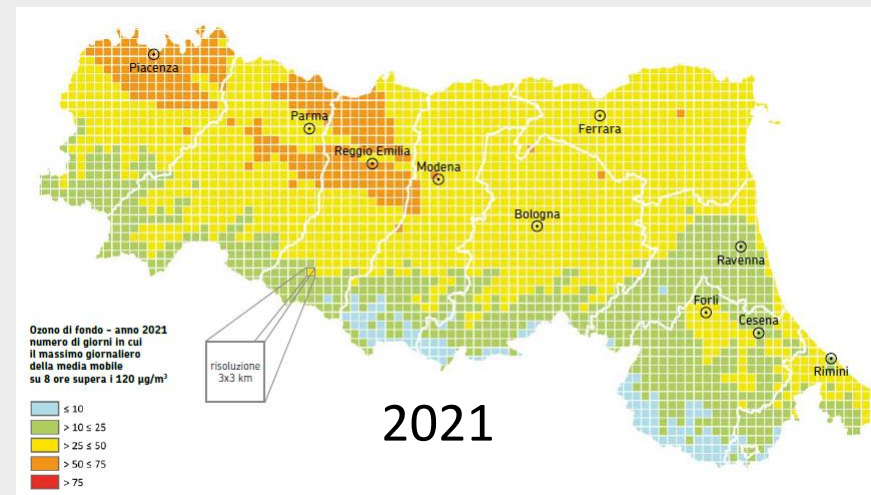 Piacenza
Parma
Ferrara
Reggio Emilia
Modena
Bologna
Ravenna
Forlì
Cesena
Rimini
Ozono di fondo - anno 2021
numero di giorni in cui
il massimo giornaliero
della media mobile
su 8 ore supera i 120 µg/m³
risoluzione
3x3 km
≤ 10
> 10 ≤ 25
> 25 ≤ 50
> 50 ≤ 75
> 75
2021